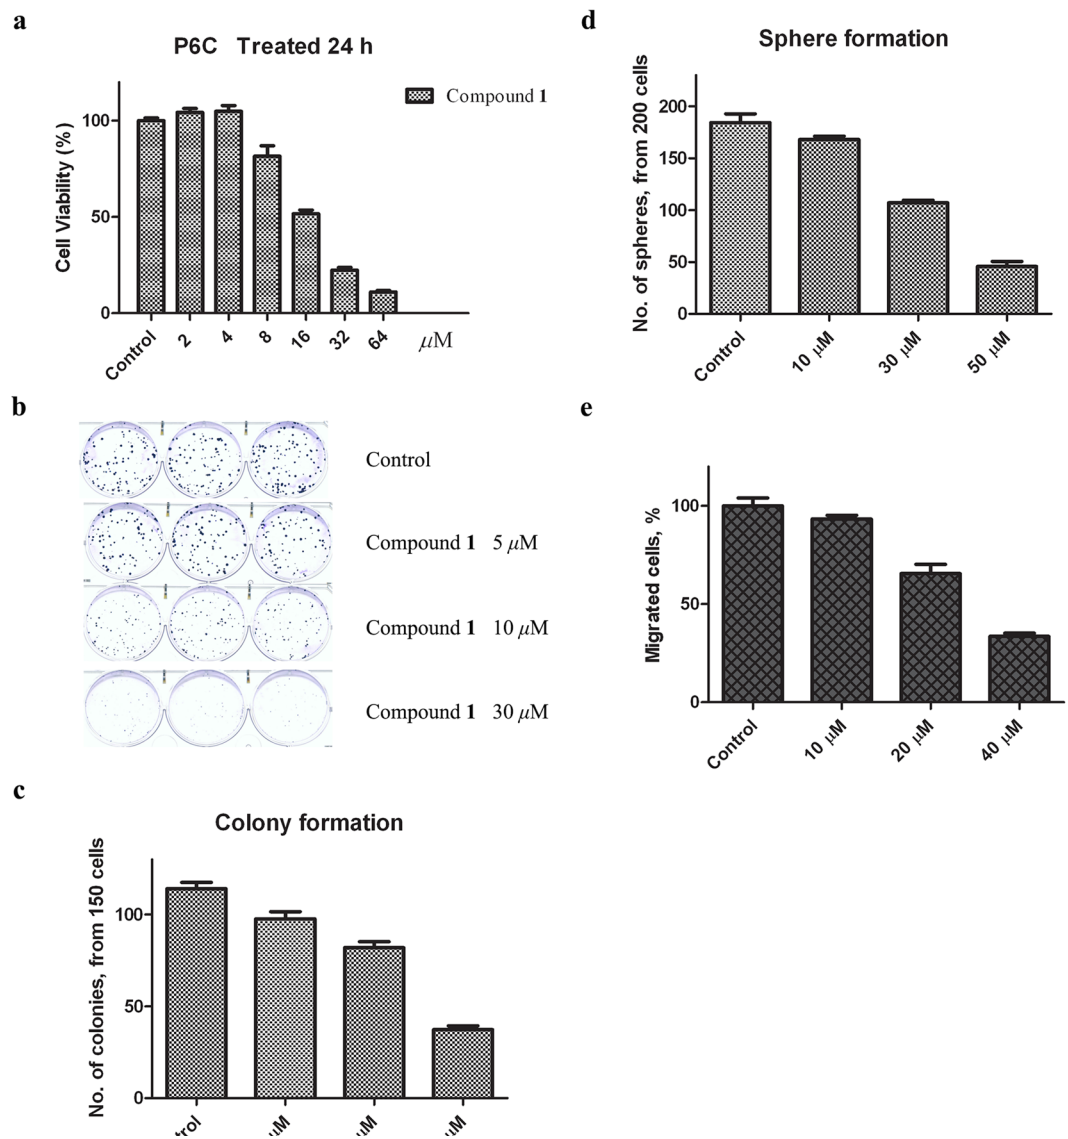 a
P6C Treated 24 h
Compound 1
Cell Viability (%)
100
50
0
Control
2
4
8
16
32
64
μM
b
Control
Compound 1 5 μM
Compound 1 10 μM
Compound 1 30 μM
c
Colony formation
No. of colonies, from 150 cells
100
50
0
μM
μM
μM
d
Sphere formation
No. of spheres, from 200 cells
200
150
100
50
0
Control
10 μM
30 μM
50 μM
e
Migrated cells, %
100
50
0
Control
10 μM
20 μM
40 μM